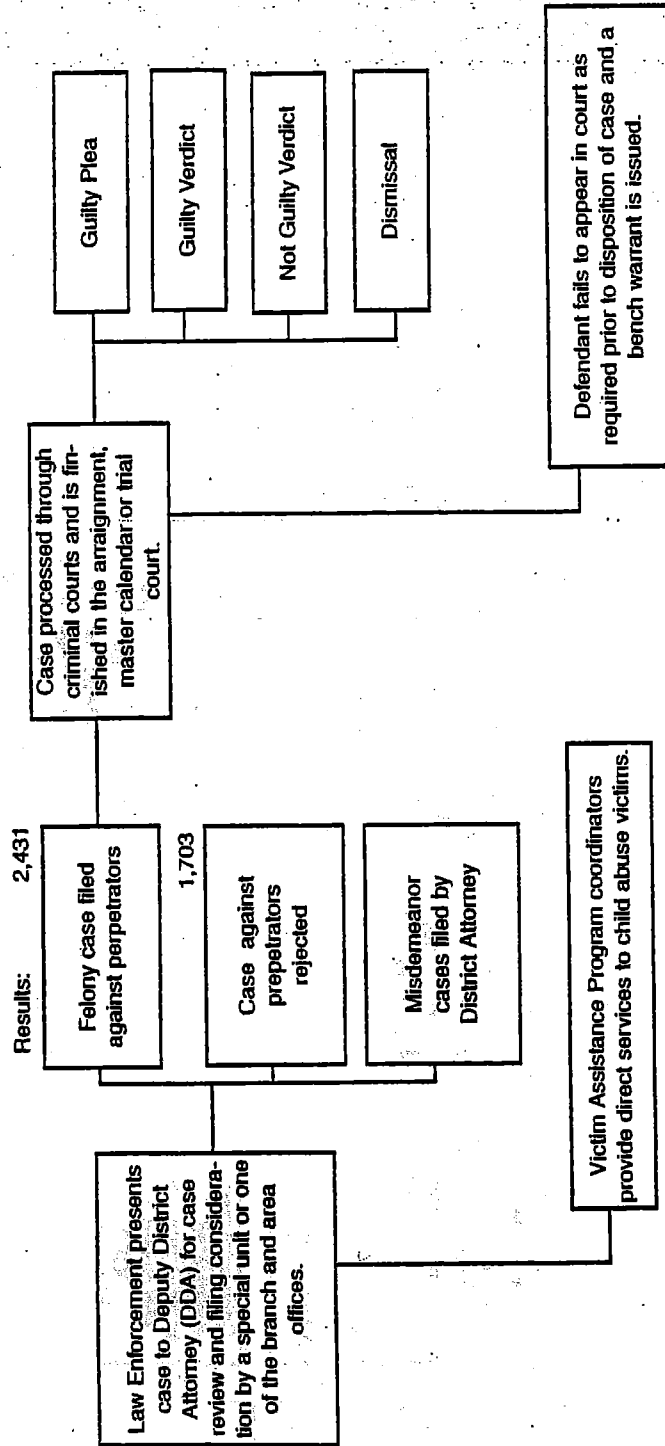 Law Enforcement presents
case to Deputy District
Attorney (DDA) for case
review and filing considera-
tion by a special unit or one
of the branch and area
offices.
Results:
2,431
Felony case filed
against perpetrators
1,703
Case against
prepetrators
rejected
Misdemeanor
cases filed by
District Attorney
Victim Assistance Program coordinators
provide direct services to child abuse victims.
Case processed through
criminal courts and is fin-
ished in the arraignment,
master calendar or trial
court.
Guilty Plea
Guilty Verdict
Not Guilty Verdict
Dismissal
Defendant fails to appear in court as
required prior to disposition of case and a
bench warrant is issued.